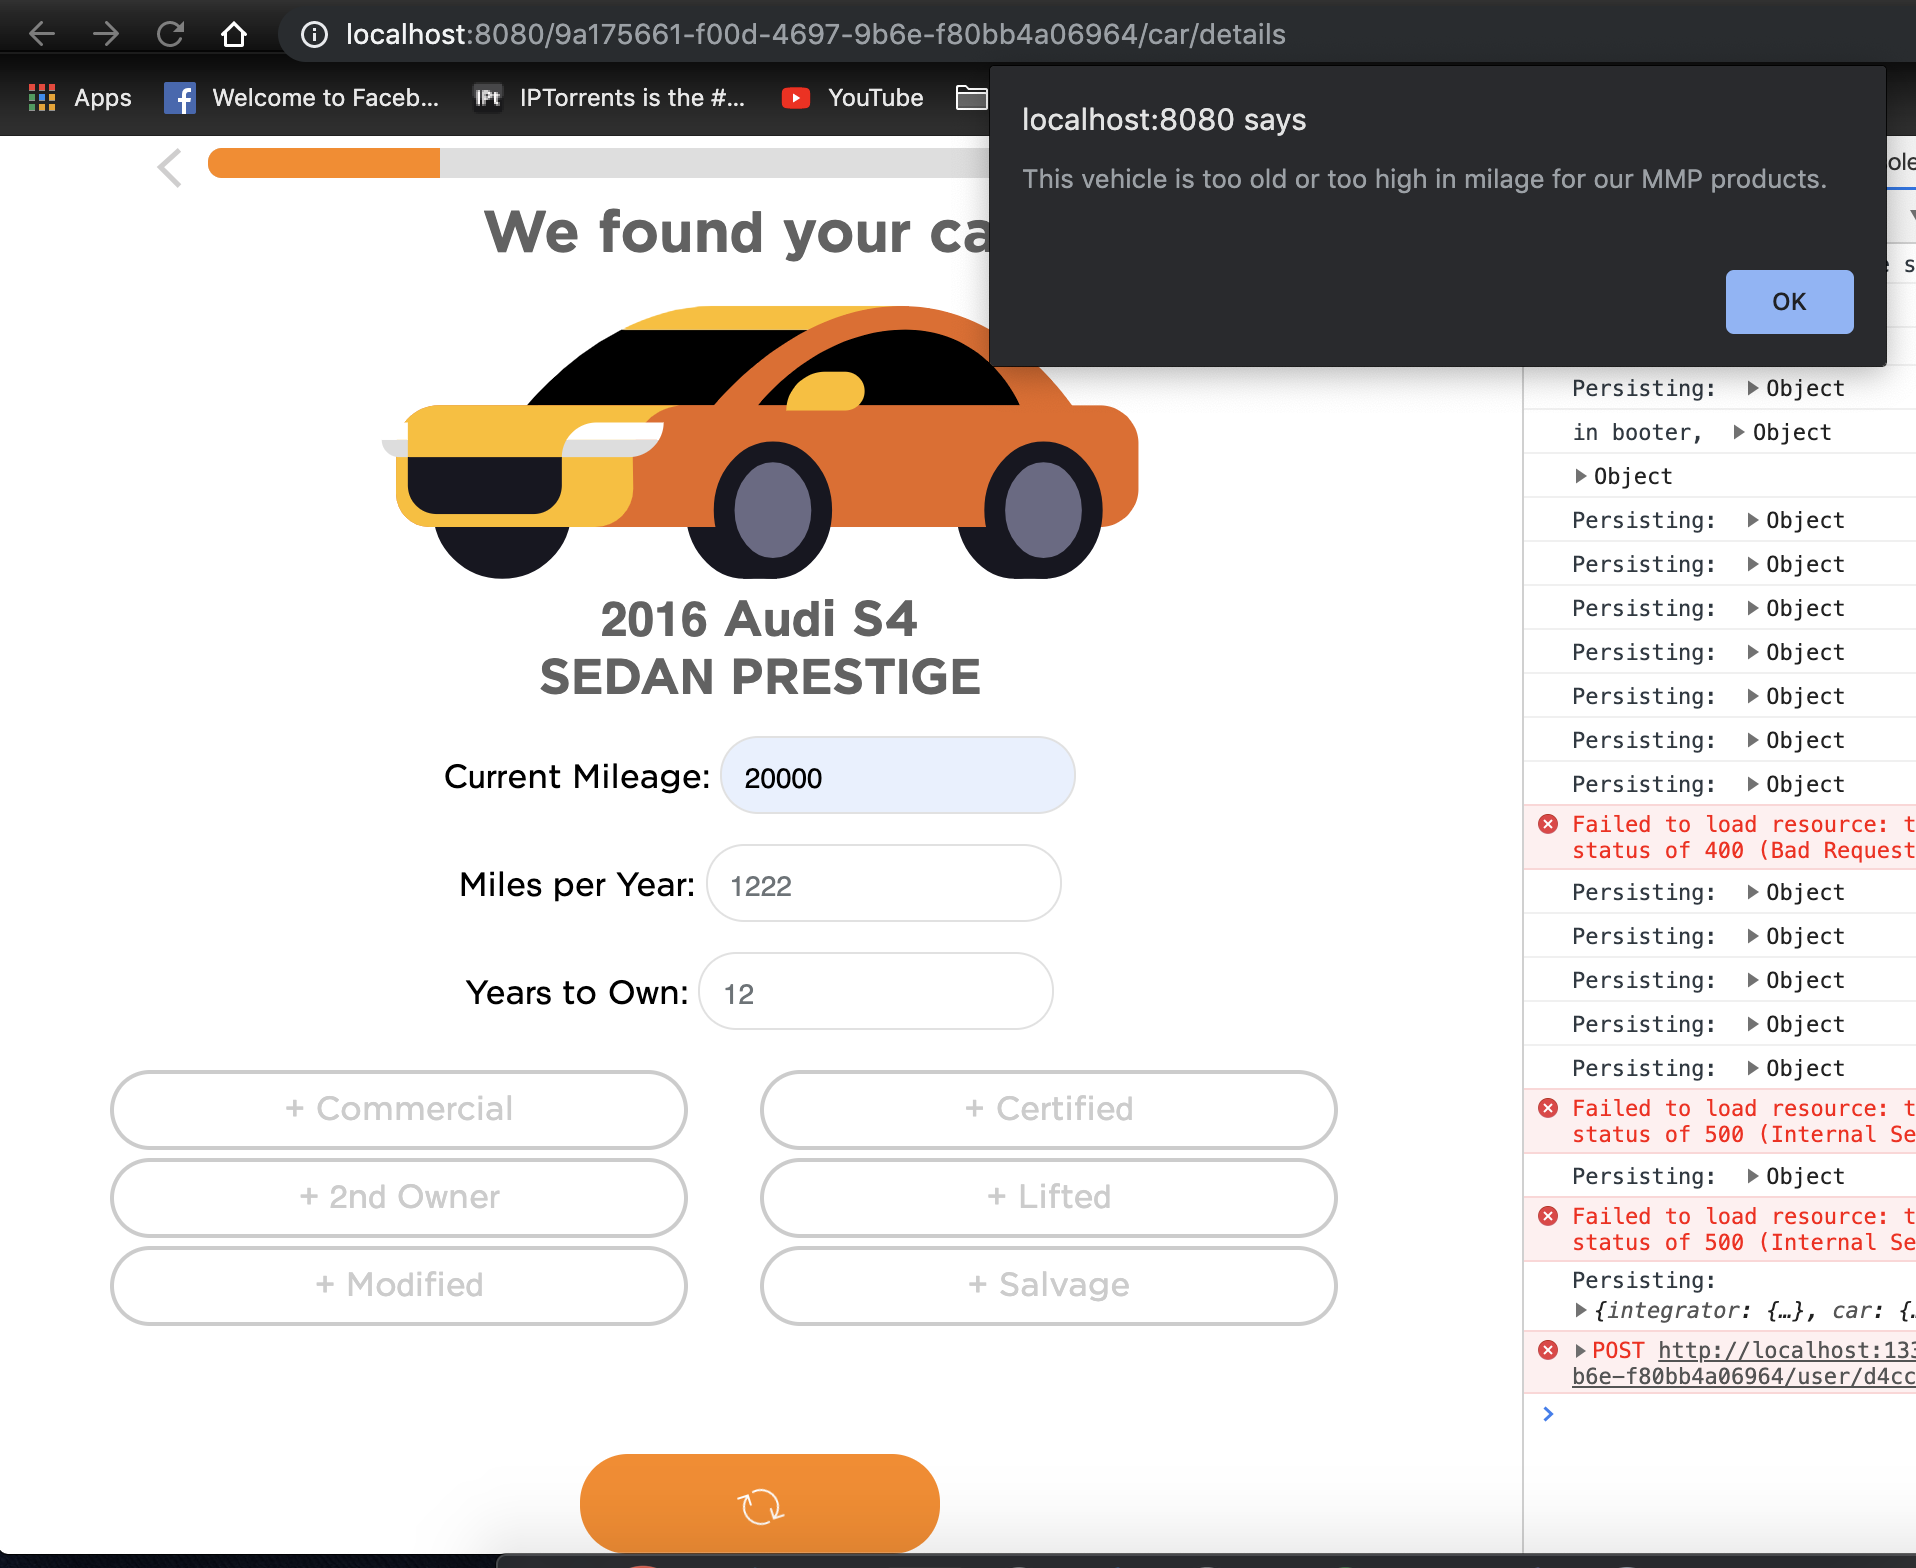 localhost:8080/9a175661-f00d-4697-9b6e-f80bb4a06964/car/details
Apps
Welcome to Faceb...
IPt
IPTorrents is the #...
YouTube
localhost:8080 says
This vehicle is too old or too high in milage for our MMP products.
OK
We found your ca
2016 Audi S4
SEDAN PRESTIGE
Current Mileage: 20000
Miles per Year: 1222
Years to Own: 12
+ Commercial
+ Certified
+ 2nd Owner
+ Lifted
+ Modified
+ Salvage
Persisting: Object
in booter, Object
Object
Persisting: Object
Persisting: Object
Persisting: Object
Persisting: Object
Persisting: Object
Persisting: Object
Persisting: Object
Failed to load resource: t
status of 400 (Bad Request
Persisting: Object
Persisting: Object
Persisting: Object
Persisting: Object
Persisting: Object
Failed to load resource: t
status of 500 (Internal Se
Persisting: Object
Failed to load resource: t
status of 500 (Internal Se
Persisting:
{integrator: {…}, car: {…
POST http://localhost:133
b6e-f80bb4a06964/user/d4cc